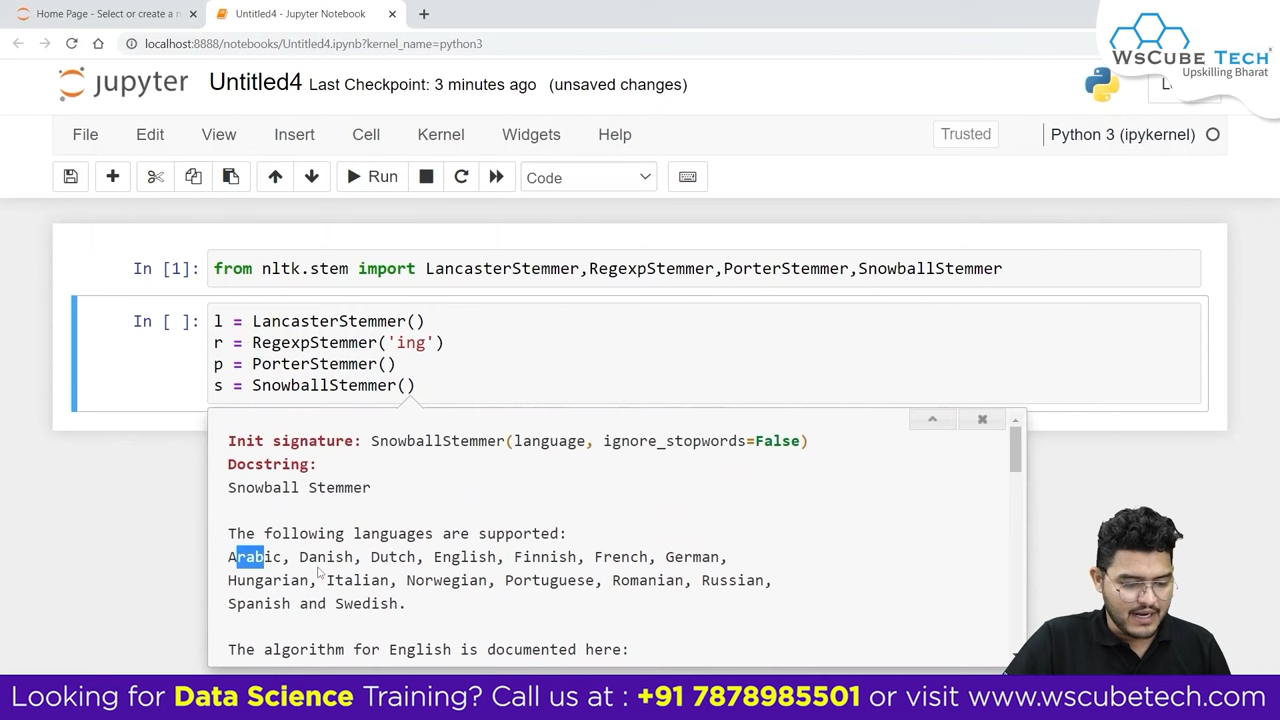 Home Page - Select or create a n
Untitled4 - Jupyter Notebook
localhost:8888/notebooks/Untitled4.ipynb?kernel_name=python3
WsCube Tech
Upskilling Bharat
jupyter Untitled4 Last Checkpoint: 3 minutes ago (unsaved changes)
File Edit View Insert Cell Kernel Widgets Help Trusted Python 3 (ipykernel)
Run Code
In [1]: from nltk.stem import LancasterStemmer,RegexpStemmer,PorterStemmer,SnowballStemmer
In [ ]: l = LancasterStemmer()
r = RegexpStemmer('ing')
p = PorterStemmer()
s = SnowballStemmer()
Init signature: SnowballStemmer(language, ignore_stopwords=False)
Docstring:
Snowball Stemmer
The following languages are supported:
Arabic, Danish, Dutch, English, Finnish, French, German,
Hungarian, Italian, Norwegian, Portuguese, Romanian, Russian,
Spanish and Swedish.
The algorithm for English is documented here:
Looking for Data Science Training? Call us at : +91 7878985501 or visit www.wscubetech.com